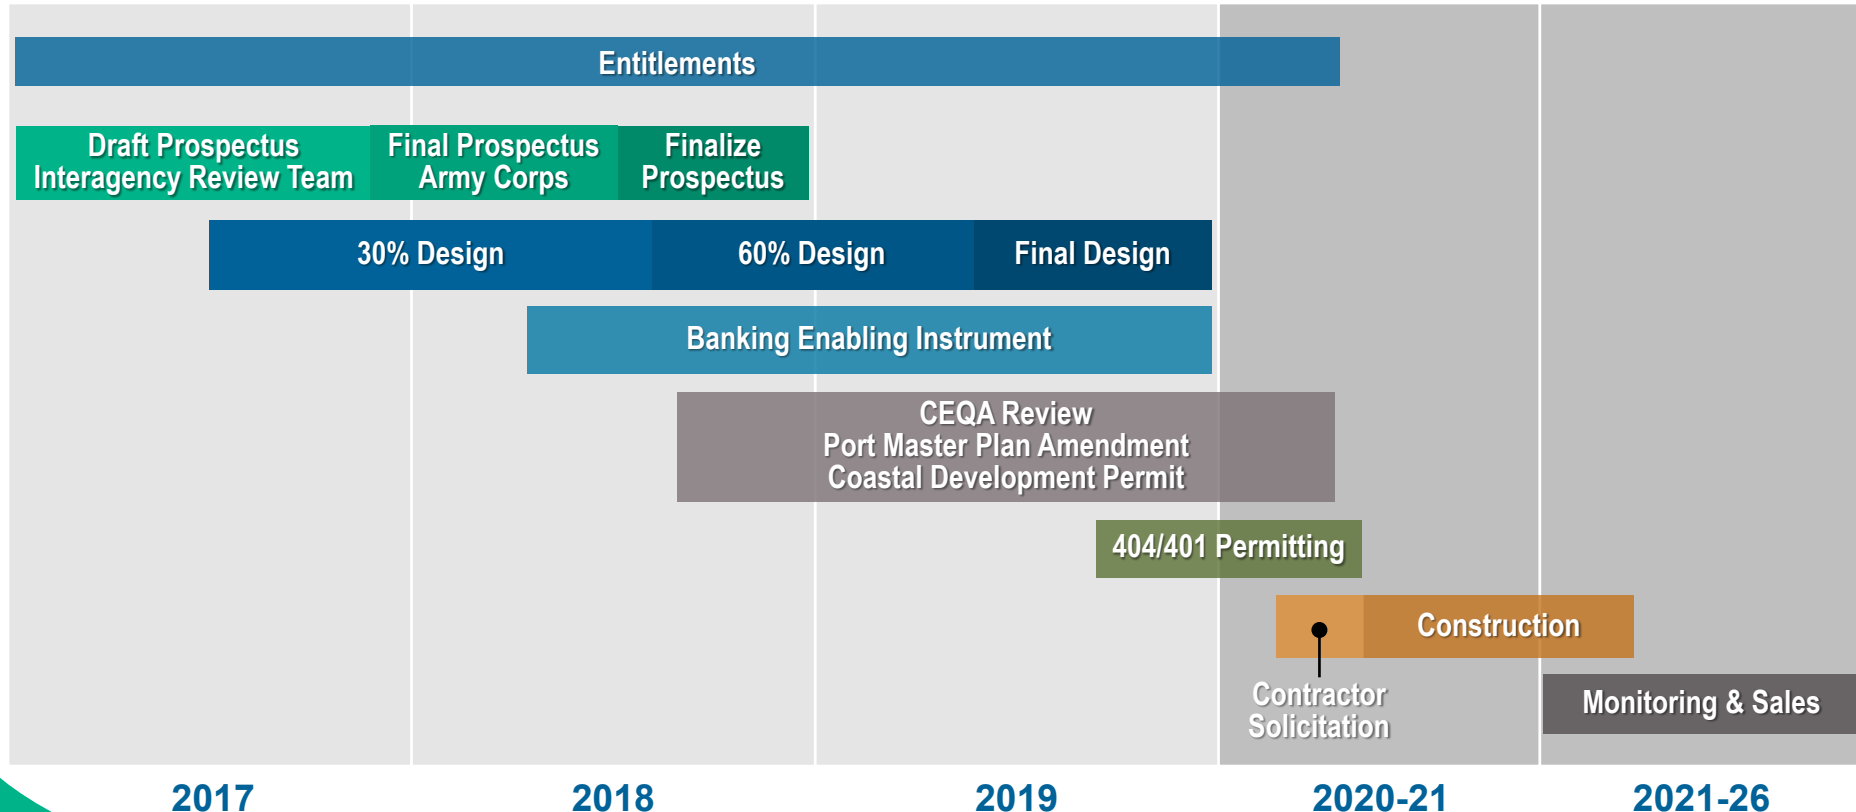 Entitlements
Draft Prospectus
Interagency Review Team
Final Prospectus
Army Corps
Finalize
Prospectus
30% Design
60% Design
Final Design
Banking Enabling Instrument
CEQA Review
Port Master Plan Amendment
Coastal Development Permit
404/401 Permitting
Construction
Contractor
Solicitation
Monitoring & Sales
2017
2018
2019
2020-21
2021-26